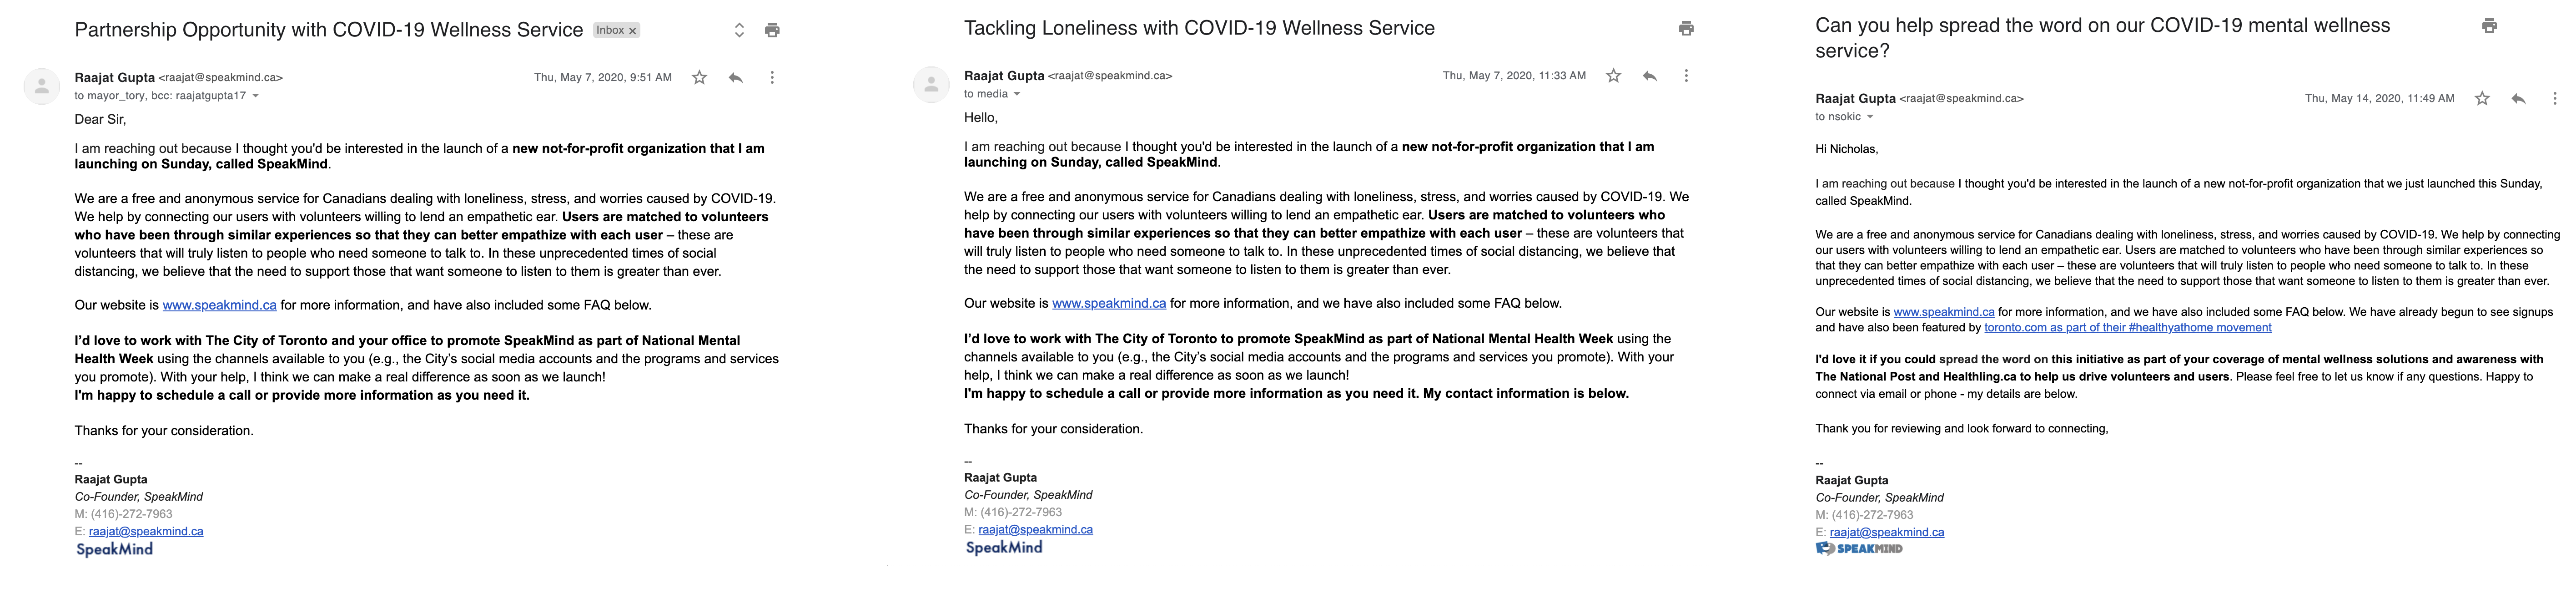 Partnership Opportunity with COVID-19 Wellness Service Inbox x
Raajat Gupta <raajat@speakmind.ca>
Thu, May 7, 2020, 9:51 AM
to mayor_tory, bcc: raajatgupta17
Dear Sir,
I am reaching out because I thought you'd be interested in the launch of a new not-for-profit organization that I am
launching on Sunday, called SpeakMind.
We are a free and anonymous service for Canadians dealing with loneliness, stress, and worries caused by COVID-19.
We help by connecting our users with volunteers willing to lend an empathetic ear. Users are matched to volunteers
who have been through similar experiences so that they can better empathize with each user – these are
volunteers that will truly listen to people who need someone to talk to. In these unprecedented times of social
distancing, we believe that the need to support those that want someone to listen to them is greater than ever.
Our website is www.speakmind.ca for more information, and have also included some FAQ below.
I'd love to work with The City of Toronto and your office to promote SpeakMind as part of National Mental
Health Week using the channels available to you (e.g., the City's social media accounts and the programs and services
you promote). With your help, I think we can make a real difference as soon as we launch!
I'm happy to schedule a call or provide more information as you need it.
Thanks for your consideration.
--
Raajat Gupta
Co-Founder, SpeakMind
M: (416)-272-7963
E: raajat@speakmind.ca
SpeakMind
Tackling Loneliness with COVID-19 Wellness Service
Raajat Gupta <raajat@speakmind.ca>
Thu, May 7, 2020, 11:33 AM
to media
Hello,
I am reaching out because I thought you'd be interested in the launch of a new not-for-profit organization that I am
launching on Sunday, called SpeakMind.
We are a free and anonymous service for Canadians dealing with loneliness, stress, and worries caused by COVID-19. We
help by connecting our users with volunteers willing to lend an empathetic ear. Users are matched to volunteers who
have been through similar experiences so that they can better empathize with each user – these are volunteers that
will truly listen to people who need someone to talk to. In these unprecedented times of social distancing, we believe that
the need to support those that want someone to listen to them is greater than ever.
Our website is www.speakmind.ca for more information, and we have also included some FAQ below.
I'd love to work with The City of Toronto to promote SpeakMind as part of National Mental Health Week using the
channels available to you (e.g., the City's social media accounts and the programs and services you promote). With your
help, I think we can make a real difference as soon as we launch!
I'm happy to schedule a call or provide more information as you need it. My contact information is below.
Thanks for your consideration.
--
Raajat Gupta
Co-Founder, SpeakMind
M: (416)-272-7963
E: raajat@speakmind.ca
SpeakMind
Can you help spread the word on our COVID-19 mental wellness
service?
Raajat Gupta <raajat@speakmind.ca>
Thu, May 14, 2020, 11:49 AM
to nsokic
Hi Nicholas,
I am reaching out because I thought you'd be interested in the launch of a new not-for-profit organization that we just launched this Sunday,
called SpeakMind.
We are a free and anonymous service for Canadians dealing with loneliness, stress, and worries caused by COVID-19. We help by connecting
our users with volunteers willing to lend an empathetic ear. Users are matched to volunteers who have been through similar experiences so
that they can better empathize with each user – these are volunteers that will truly listen to people who need someone to talk to. In these
unprecedented times of social distancing, we believe that the need to support those that want someone to listen to them is greater than ever.
Our website is www.speakmind.ca for more information, and we have also included some FAQ below. We have already begun to see signups
and have also been featured by toronto.com as part of their #healthyathome movement
I'd love it if you could spread the word on this initiative as part of your coverage of mental wellness solutions and awareness with
The National Post and Healthling.ca to help us drive volunteers and users. Please feel free to let us know if any questions. Happy to
connect via email or phone - my details are below.
Thank you for reviewing and look forward to connecting,
--
Raajat Gupta
Co-Founder, SpeakMind
M: (416)-272-7963
E: raajat@speakmind.ca
SPEAKMIND